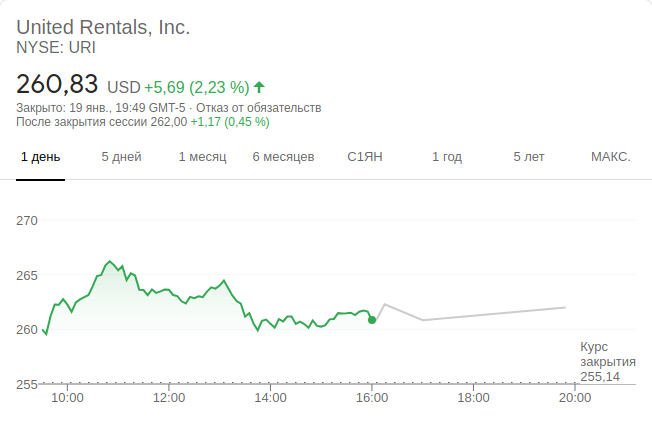 United Rentals, Inc.
NYSE: URI
260,83 USD +5,69 (2,23 %)
Закрыто: 19 янв., 19:49 GMT-5 · Отказ от обязательств
После закрытия сессии 262,00 +1,17 (0,45 %)
1 день 5 дней 1 месяц 6 месяцев С1ЯН 1 год 5 лет МАКС.
270
265
260
Курс
закрытия
255,14
255
10:00 12:00 14:00 16:00 18:00 20:00